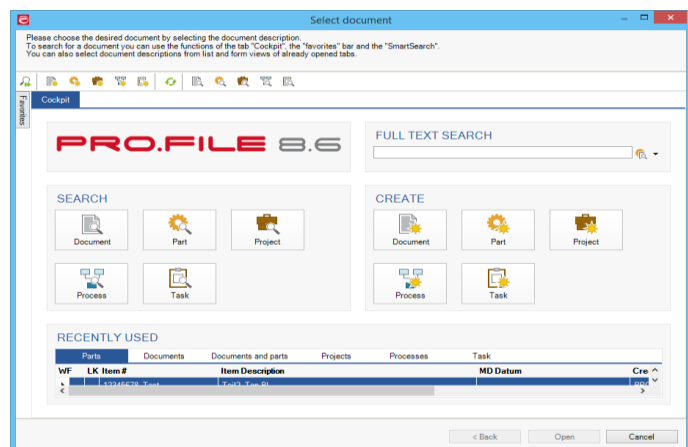 Select document
Please choose the desired document by selecting the document description.
To search for a document you can use the functions of the tab "Cockpit", the "favorites" bar and the "SmartSearch".
You can also select document descriptions from list and form views of already opened tabs.
Favorites
Cockpit
PRO.FILE 8.6
FULL TEXT SEARCH
SEARCH
Document Part Project
Process Task
CREATE
Document Part Project
Process Task
RECENTLY USED
Parts Documents Documents and parts Projects Processes Task
WF LK Item # Item Description MD Datum Cre
12345678 Test
< Back Open Cancel